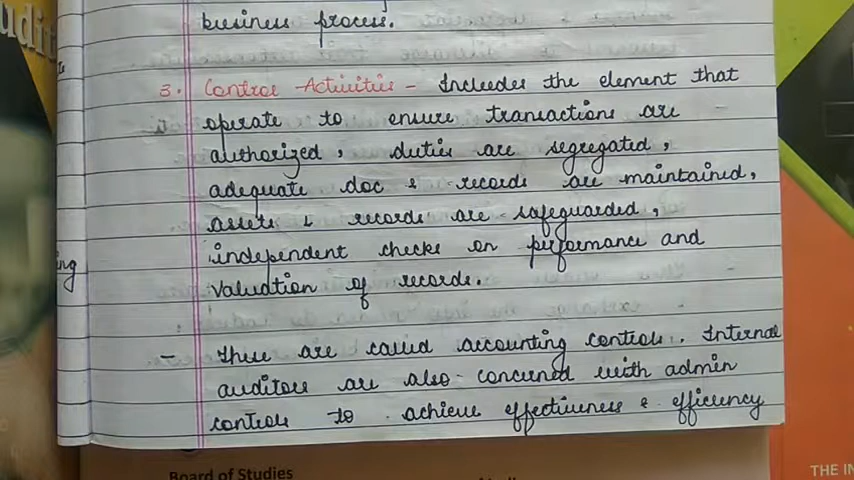 udit
business process.
3. Control Activities - Includes the element that
operate to ensure transactions are
authorized, duties are segregated,
adequate doc & records are maintained,
assets & records are safeguarded,
independent checks on performance and
valuation of records.
ing
- These are called accounting controls. Internal
auditors are also concerned with admin
controls to achieve effectiveness & efficiency
Board of Studies
THE IN